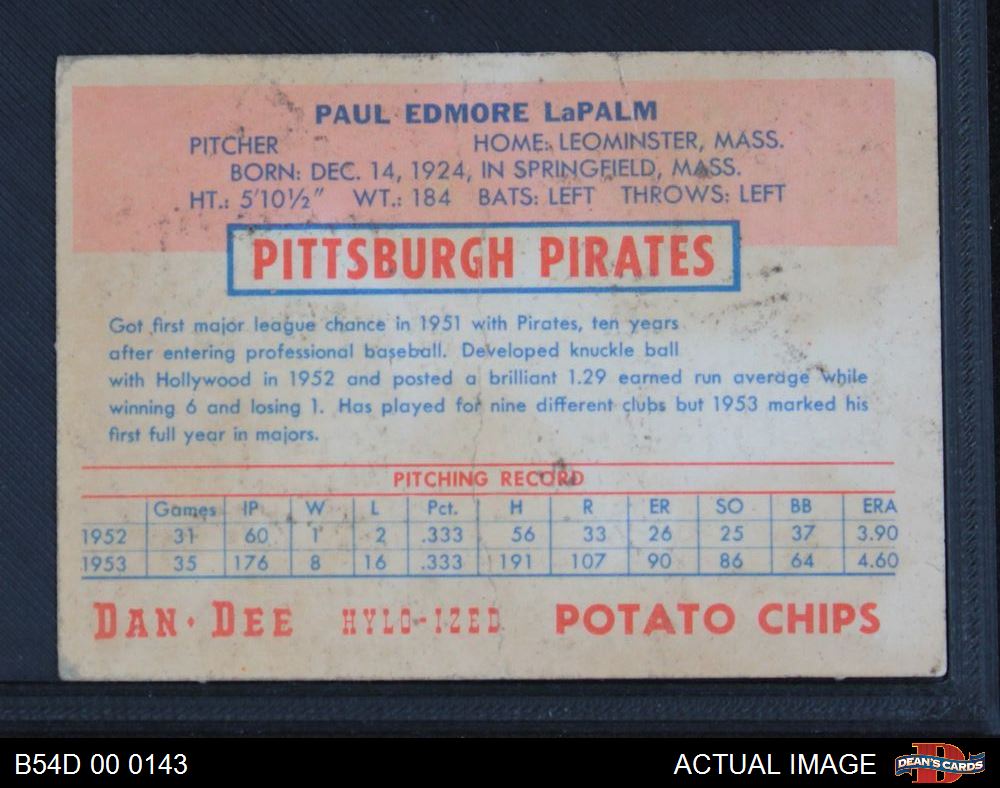 PAUL EDMORE LaPALM
PITCHER HOME: LEOMINSTER, MASS.
BORN: DEC. 14, 1924, IN SPRINGFIELD, MASS.
HT.: 5'10½" WT.: 184 BATS: LEFT THROWS: LEFT
PITTSBURGH PIRATES
Got first major league chance in 1951 with Pirates, ten years
after entering professional baseball. Developed knuckle ball
with Hollywood in 1952 and posted a brilliant 1.29 earned run average while
winning 6 and losing 1. Has played for nine different clubs but 1953 marked his
first full year in majors.
PITCHING RECORD
Games IP W L Pct. H R ER SO BB ERA
1952 31 60 1 2 .333 56 33 26 25 37 3.90
1953 35 176 8 16 .333 191 107 90 86 64 4.60
DAN·DEE HYLO-IZED POTATO CHIPS
B54D 00 0143 ACTUAL IMAGE DEAN'S CARDS